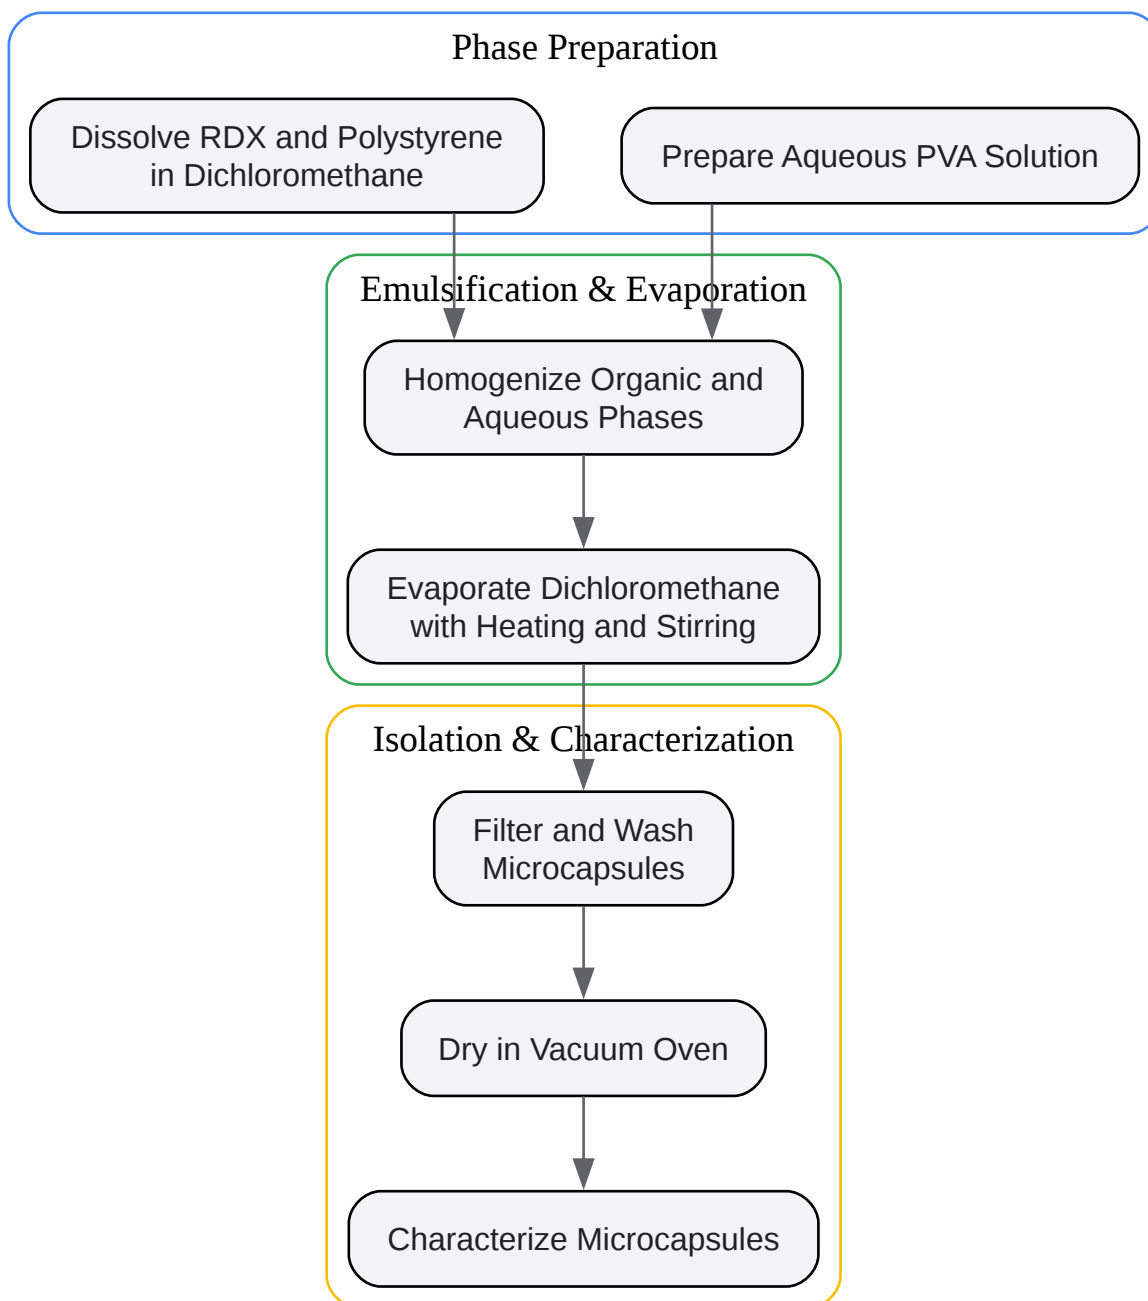 Phase Preparation
Dissolve RDX and Polystyrene
in Dichloromethane
Prepare Aqueous PVA Solution
Emulsification & Evaporation
Homogenize Organic and
Aqueous Phases
Evaporate Dichloromethane
with Heating and Stirring
Isolation & Characterization
Filter and Wash
Microcapsules
Dry in Vacuum Oven
Characterize Microcapsules